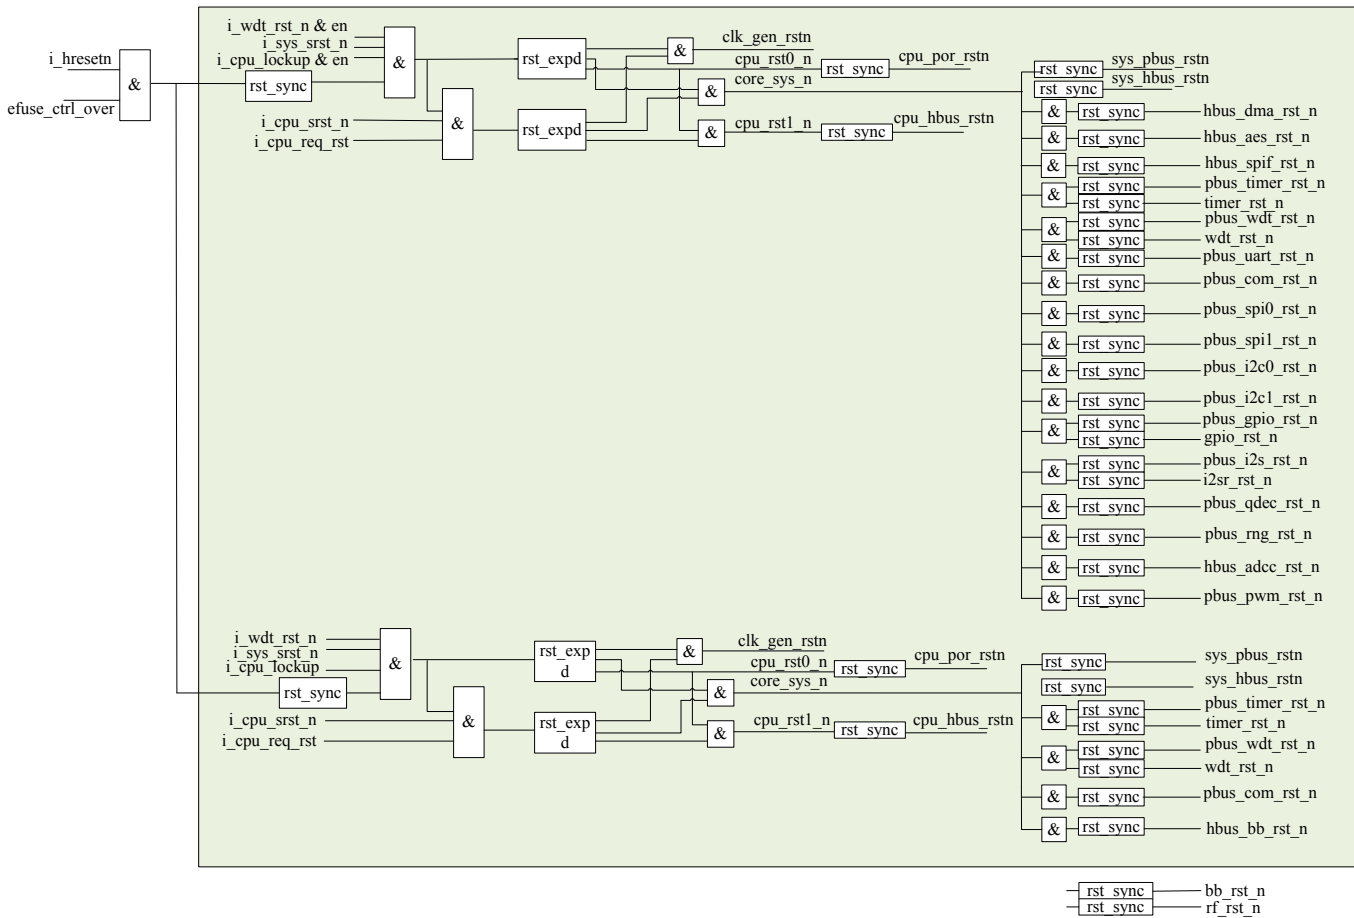 i_hresetn
&
efuse_ctrl_over
i_wdt_rst_n & en
i_sys_srst_n
i_cpu_lockup & en
rst_sync
&
i_cpu_srst_n
i_cpu_req_rst
&
rst_expd
rst_expd
&
clk_gen_rstn
cpu_rst0_n
rst_sync
cpu_por_rstn
&
core_sys_n
&
cpu_rst1_n
rst_sync
cpu_hbus_rstn
rst_sync
sys_pbus_rstn
rst_sync
sys_hbus_rstn
&
rst_sync
hbus_dma_rst_n
&
rst_sync
hbus_aes_rst_n
&
rst_sync
hbus_spif_rst_n
&
rst_sync
pbus_timer_rst_n
rst_sync
timer_rst_n
&
rst_sync
pbus_wdt_rst_n
rst_sync
wdt_rst_n
&
rst_sync
pbus_uart_rst_n
&
rst_sync
pbus_com_rst_n
&
rst_sync
pbus_spi0_rst_n
&
rst_sync
pbus_spi1_rst_n
&
rst_sync
pbus_i2c0_rst_n
&
rst_sync
pbus_i2c1_rst_n
&
rst_sync
pbus_gpio_rst_n
rst_sync
gpio_rst_n
&
rst_sync
pbus_i2s_rst_n
rst_sync
i2sr_rst_n
&
rst_sync
pbus_qdec_rst_n
&
rst_sync
pbus_rng_rst_n
&
rst_sync
hbus_adcc_rst_n
&
rst_sync
pbus_pwm_rst_n
i_wdt_rst_n
i_sys_srst_n
i_cpu_lockup
rst_sync
&
i_cpu_srst_n
i_cpu_req_rst
&
rst_exp
d
rst_exp
d
&
clk_gen_rstn
cpu_rst0_n
rst_sync
cpu_por_rstn
&
core_sys_n
&
cpu_rst1_n
rst_sync
cpu_hbus_rstn
rst_sync
sys_pbus_rstn
rst_sync
sys_hbus_rstn
&
rst_sync
pbus_timer_rst_n
rst_sync
timer_rst_n
&
rst_sync
pbus_wdt_rst_n
rst_sync
wdt_rst_n
&
rst_sync
pbus_com_rst_n
&
rst_sync
hbus_bb_rst_n
rst_sync
bb_rst_n
rst_sync
rf_rst_n